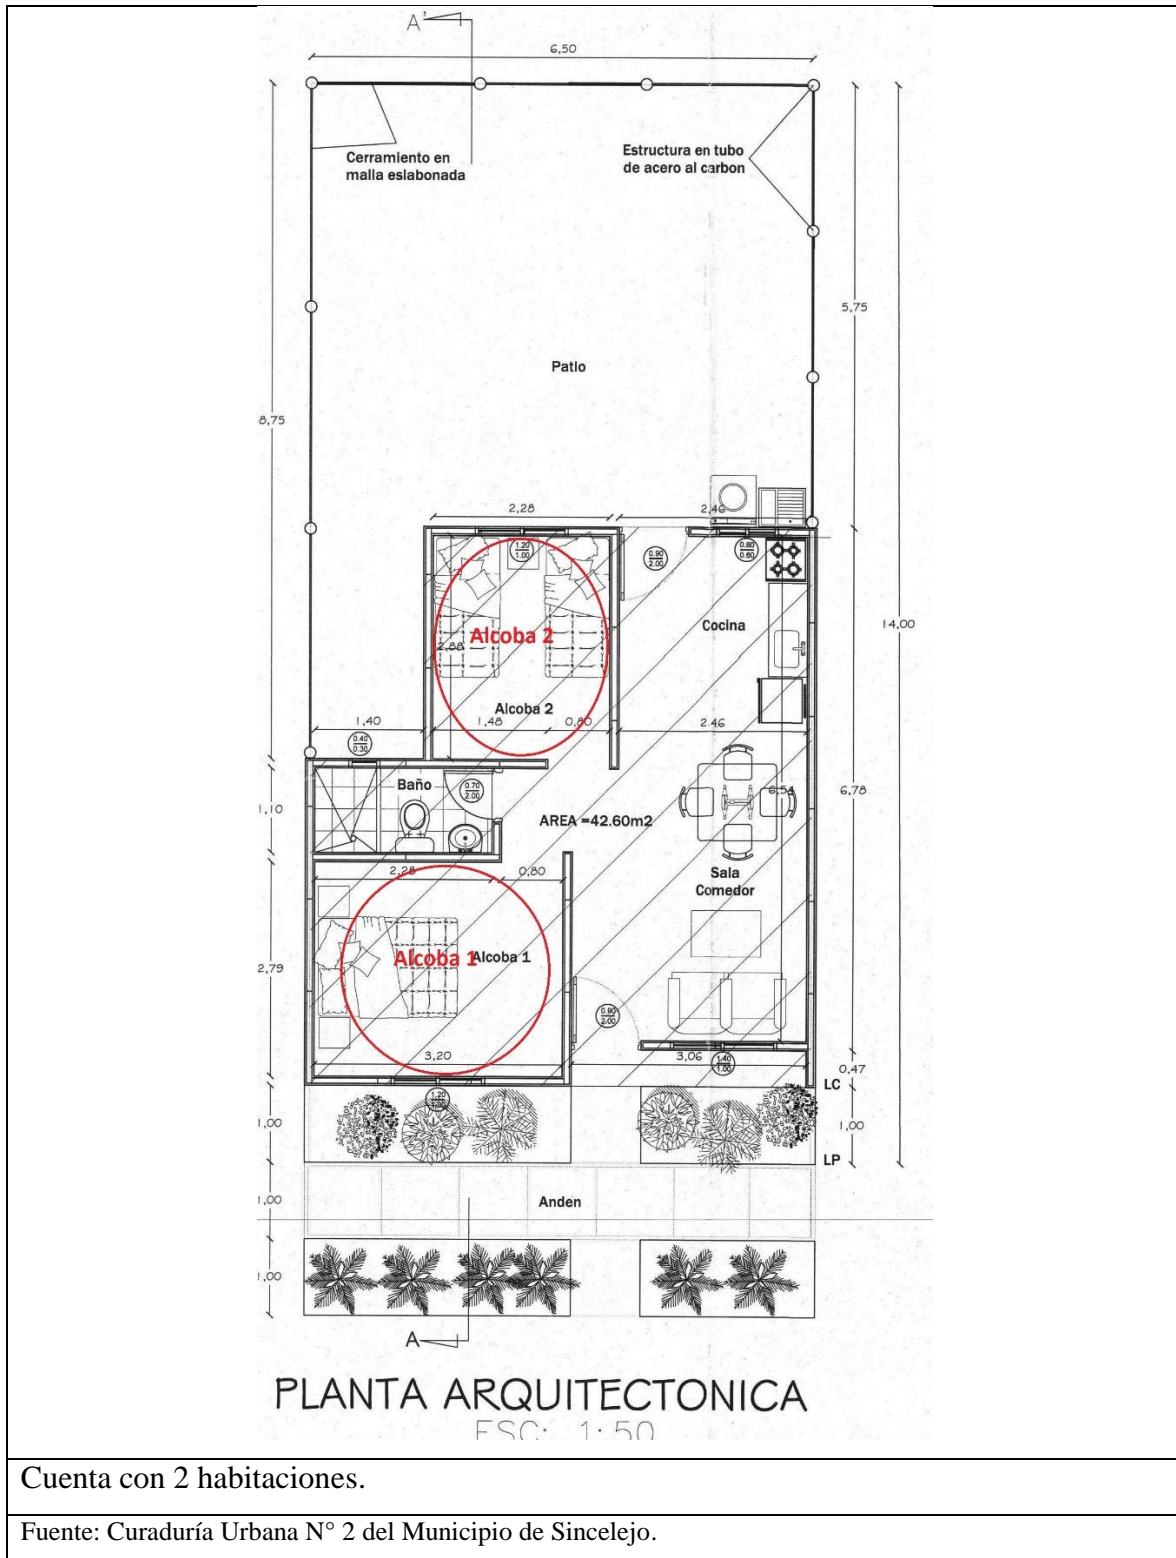 A'
6,50
Cerramiento en
malla eslabonada
Estructura en tubo
de acero al carbon
5,75
Patio
8,75
2,28
2.46
1.20
1.00
0.90
2.00
0.80
0.60
Cocina
14,00
Alcoba 2
2,88
Alcoba 2
1,40
1,48
0,80
2.46
0.40
0.30
Baño
0.70
2.00
6,54
6,78
1,10
AREA =42.60m2
2,28
0,80
Sala
Comedor
Alcoba 1
Alcoba 1
2,79
0.90
2.00
3,20
3,06
1.40
1.00
0,47
LC
1.20
1,00
1,00
LP
1,00
Anden
1,00
A
PLANTA ARQUITECTONICA
ESC: 1:50
Cuenta con 2 habitaciones.
Fuente: Curaduría Urbana N° 2 del Municipio de Sincelejo.